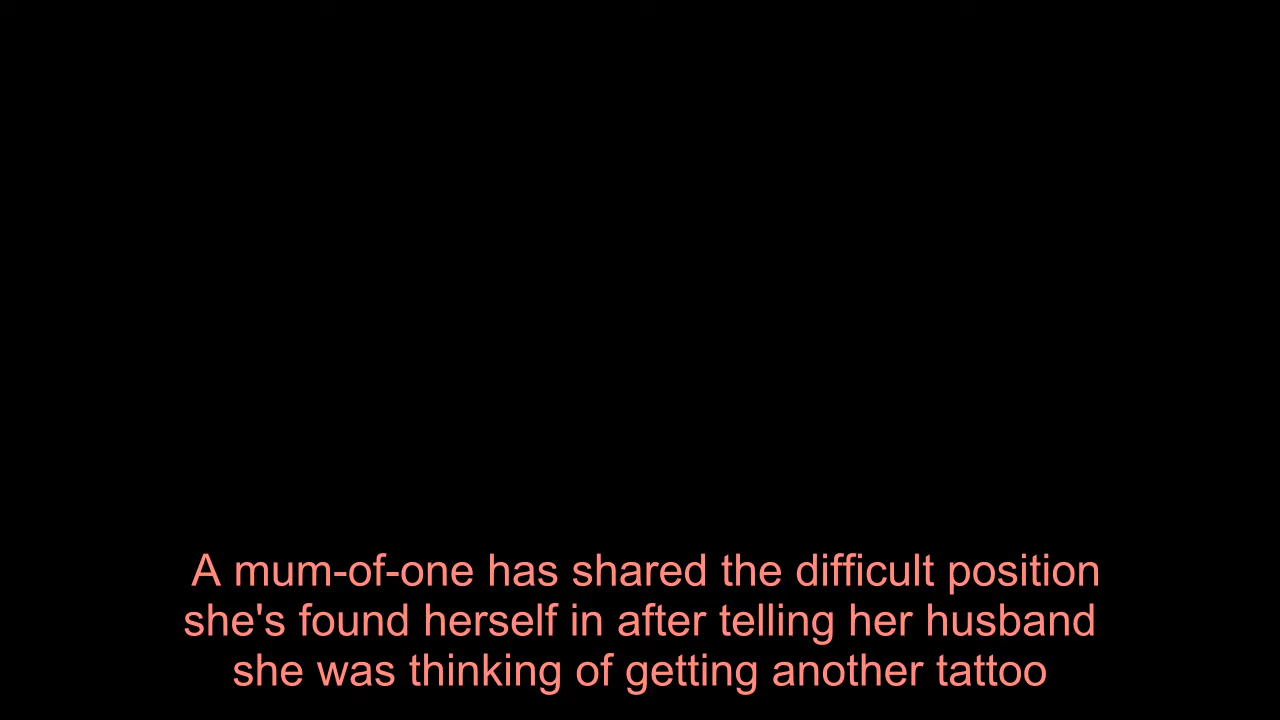 A mum-of-one has shared the difficult position
she's found herself in after telling her husband
she was thinking of getting another tattoo